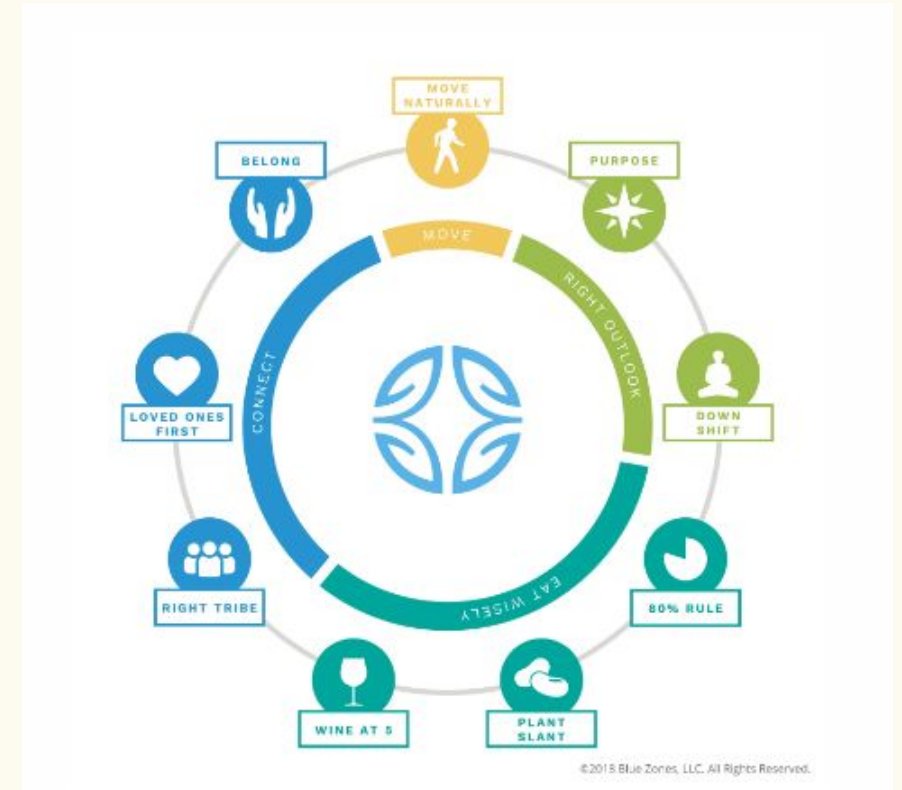 MOVE
NATURALLY
BELONG
PURPOSE
MOVE
RIGHT OUTLOOK
CONNECT
LOVED ONES
FIRST
DOWN
SHIFT
RIGHT TRIBE
80% RULE
EAT WISELY
WINE AT 5
PLANT
SLANT
©2018 Blue Zones, LLC. All Rights Reserved.